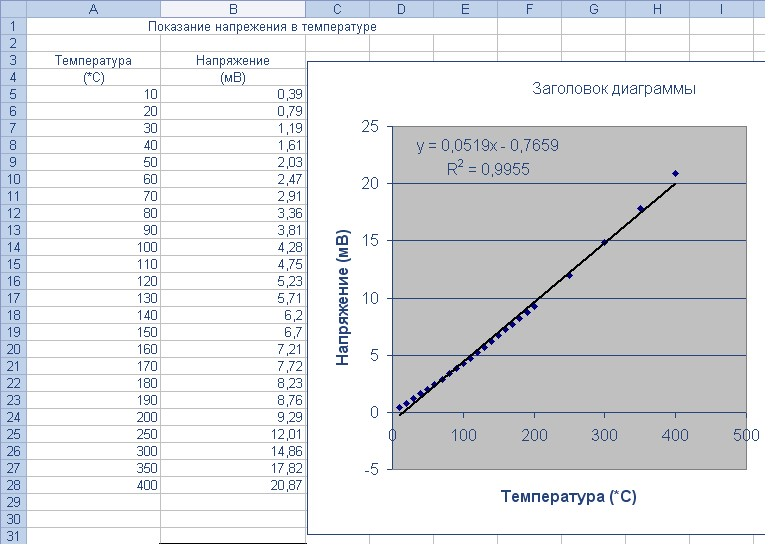 A B C D E F G H I
1 Показание напрежения в температуре
2
3 Температура Напряжение
4 (*С) (мВ)
5 10 0,39
6 20 0,79
7 30 1,19
8 40 1,61
9 50 2,03
10 60 2,47
11 70 2,91
12 80 3,36
13 90 3,81
14 100 4,28
15 110 4,75
16 120 5,23
17 130 5,71
18 140 6,2
19 150 6,7
20 160 7,21
21 170 7,72
22 180 8,23
23 190 8,76
24 200 9,29
25 250 12,01
26 300 14,86
27 350 17,82
28 400 20,87
29
30
31
Заголовок диаграммы
y = 0,0519x - 0,7659
R² = 0,9955
25
20
15
10
5
0
-5
0 100 200 300 400 500
Напряжение (мВ)
Температура (*С)